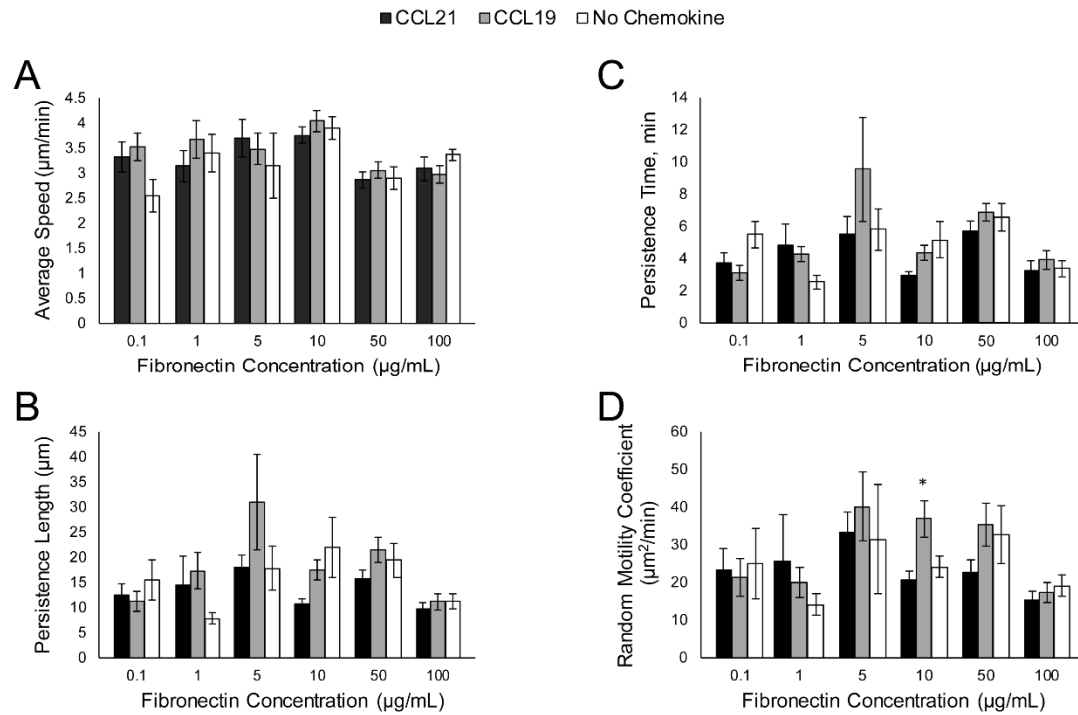 CCL21 CCL19 No Chemokine
A
Average Speed (µm/min)
4.5
4
3.5
3
2.5
2
1.5
1
0.5
0
0.1 1 5 10 50 100
Fibronectin Concentration (µg/mL)
B
Persistence Length (µm)
45
40
35
30
25
20
15
10
5
0
0.1 1 5 10 50 100
Fibronectin Concentration (µg/mL)
C
Persistence Time, min
14
12
10
8
6
4
2
0
0.1 1 5 10 50 100
Fibronectin Concentration (µg/mL)
D
Random Motility Coefficient
(µm²/min)
60
50
40
30
20
10
0
*
0.1 1 5 10 50 100
Fibronectin Concentration (µg/mL)